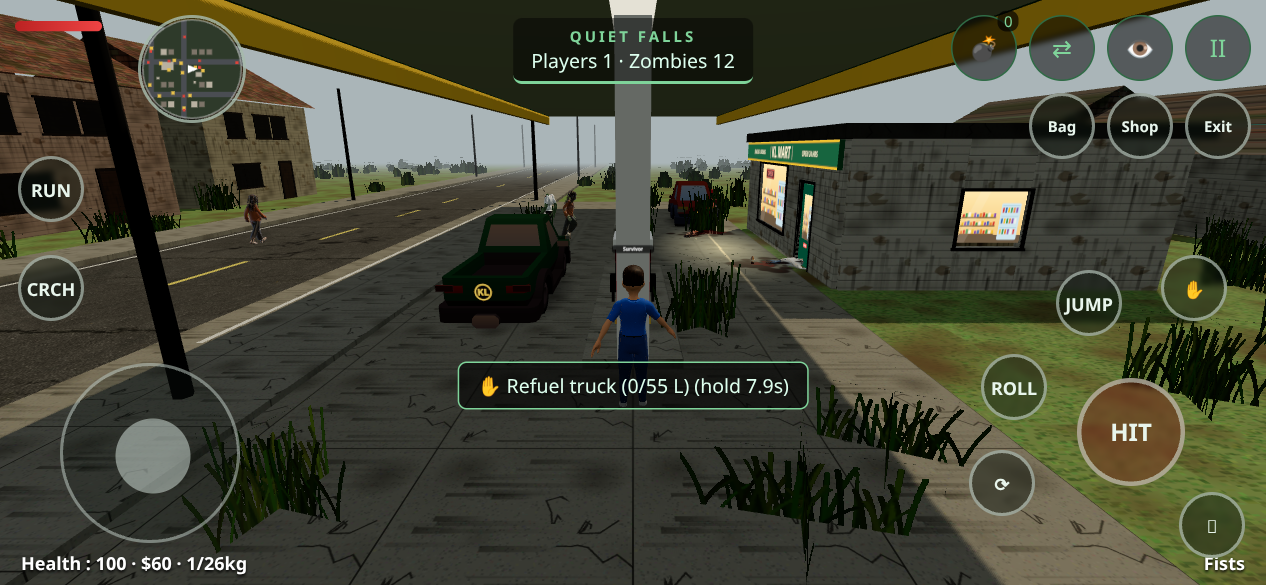 QUIET FALLS
Players 1 · Zombies 12
0
II
Bag
Shop
Exit
RUN
KL MART
CRCH
Survivor
KL
JUMP
✋ Refuel truck (0/55 L) (hold 7.9s)
ROLL
HIT
Health : 100 · $60 · 1/26kg
Fists